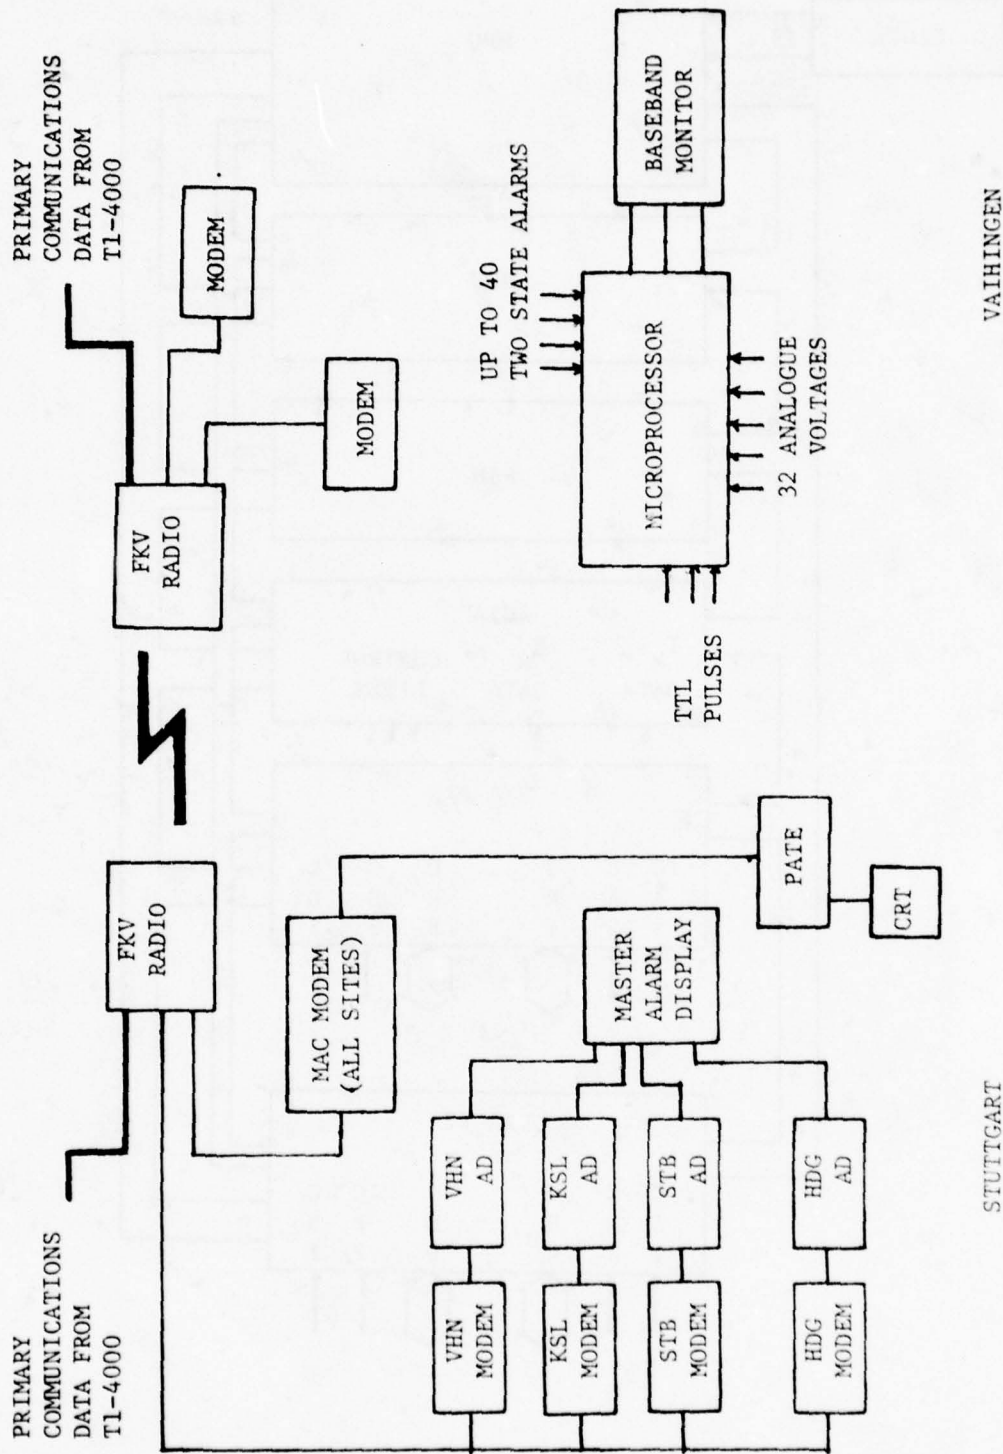 PRIMARY
COMMUNICATIONS
DATA FROM
T1-4000
FKV
RADIO
MAC MODEM
(ALL SITES)
VHN
MODEM
VHN
AD
KSL
MODEM
KSL
AD
STB
MODEM
STB
AD
HDG
MODEM
HDG
AD
MASTER
ALARM
DISPLAY
PATE
CRT
STUTTGART
PRIMARY
COMMUNICATIONS
DATA FROM
T1-4000
FKV
RADIO
MODEM
MODEM
UP TO 40
TWO STATE ALARMS
TTL
PULSES
MICROPROCESSOR
BASEBAND
MONITOR
32 ANALOGUE
VOLTAGES
VAIHINGEN